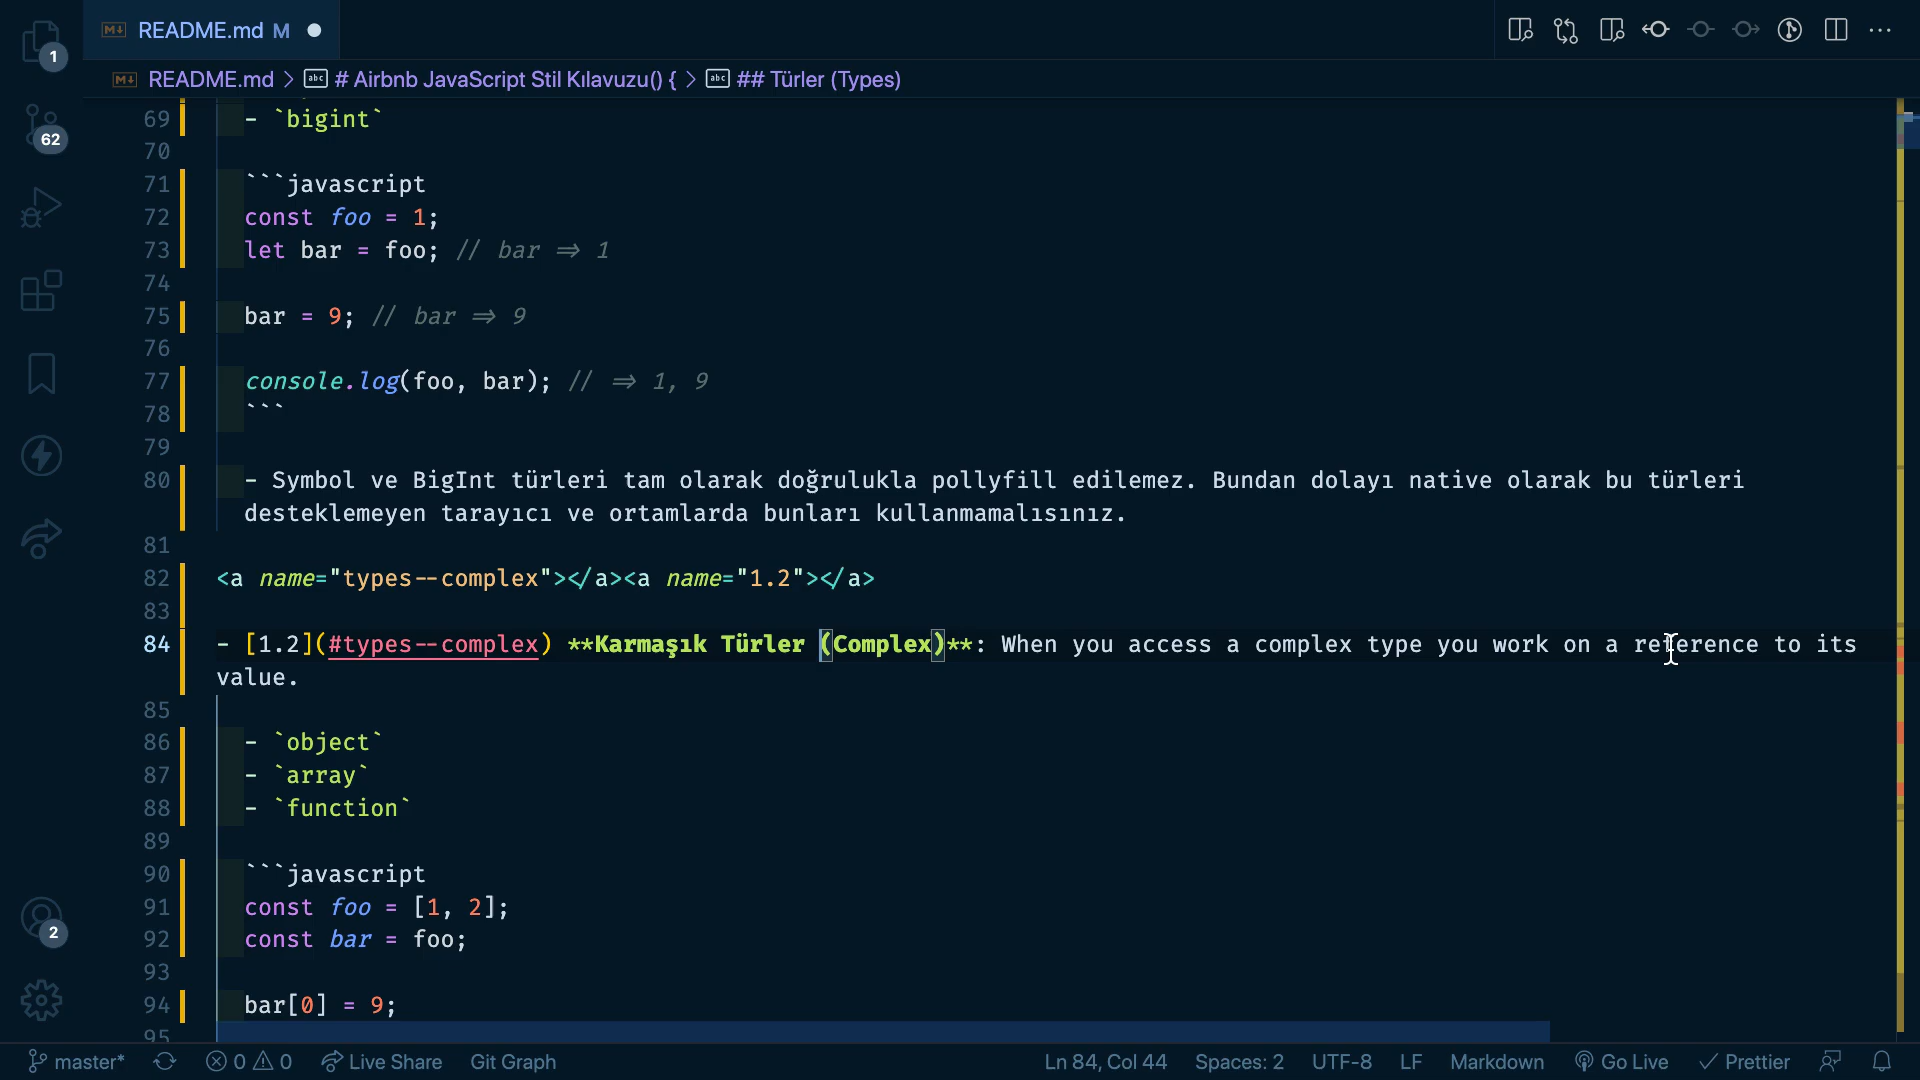 1
README.md M
README.md > # Airbnb JavaScript Stil Kılavuzu() { > ## Türler (Types)
62
2
69 - `bigint`
70
71 ```javascript
72 const foo = 1;
73 let bar = foo; // bar => 1
74
75 bar = 9; // bar => 9
76
77 console.log(foo, bar); // => 1, 9
78 ```
79
80 - Symbol ve BigInt türleri tam olarak doğrulukla pollyfill edilemez. Bundan dolayı native olarak bu türleri
desteklemeyen tarayıcı ve ortamlarda bunları kullanmamalısınız.
81
82 <a name="types--complex"></a><a name="1.2"></a>
83
84 - [1.2](#types--complex) **Karmaşık Türler (Complex)**: When you access a complex type you work on a reference to its
value.
85
86 - `object`
87 - `array`
88 - `function`
89
90 ```javascript
91 const foo = [1, 2];
92 const bar = foo;
93
94 bar[0] = 9;
95
master* 0 0 Live Share Git Graph Ln 84, Col 44 Spaces: 2 UTF-8 LF Markdown Go Live Prettier